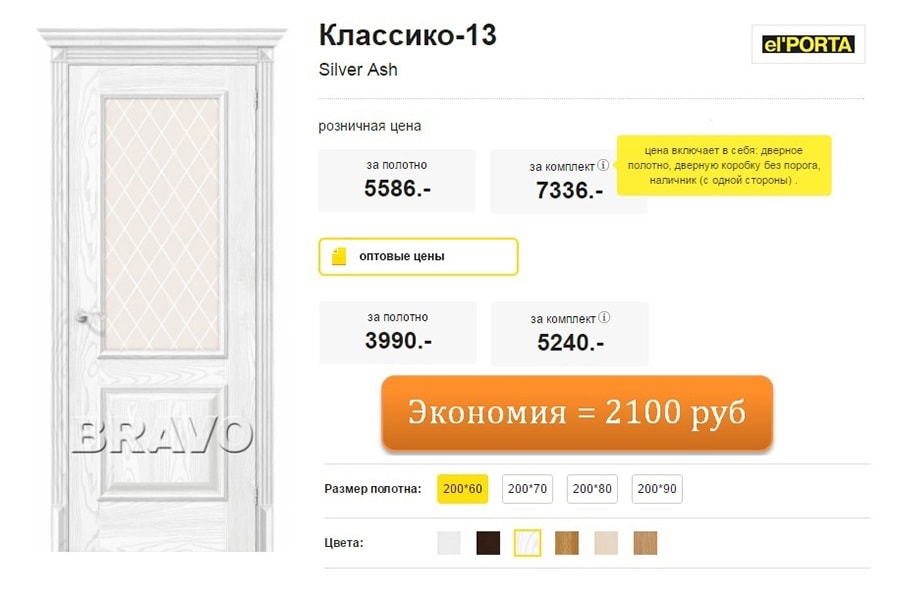 Классико-13
Silver Ash
el'PORTA
розничная цена
за полотно
5586.-
за комплект i
7336.-
цена включает в себя: дверное
полотно, дверную коробку без порога,
наличник (с одной стороны) .
оптовые цены
за полотно
3990.-
за комплект i
5240.-
Экономия = 2100 руб
BRAVO
Размер полотна: 200*60 200*70 200*80 200*90
Цвета: